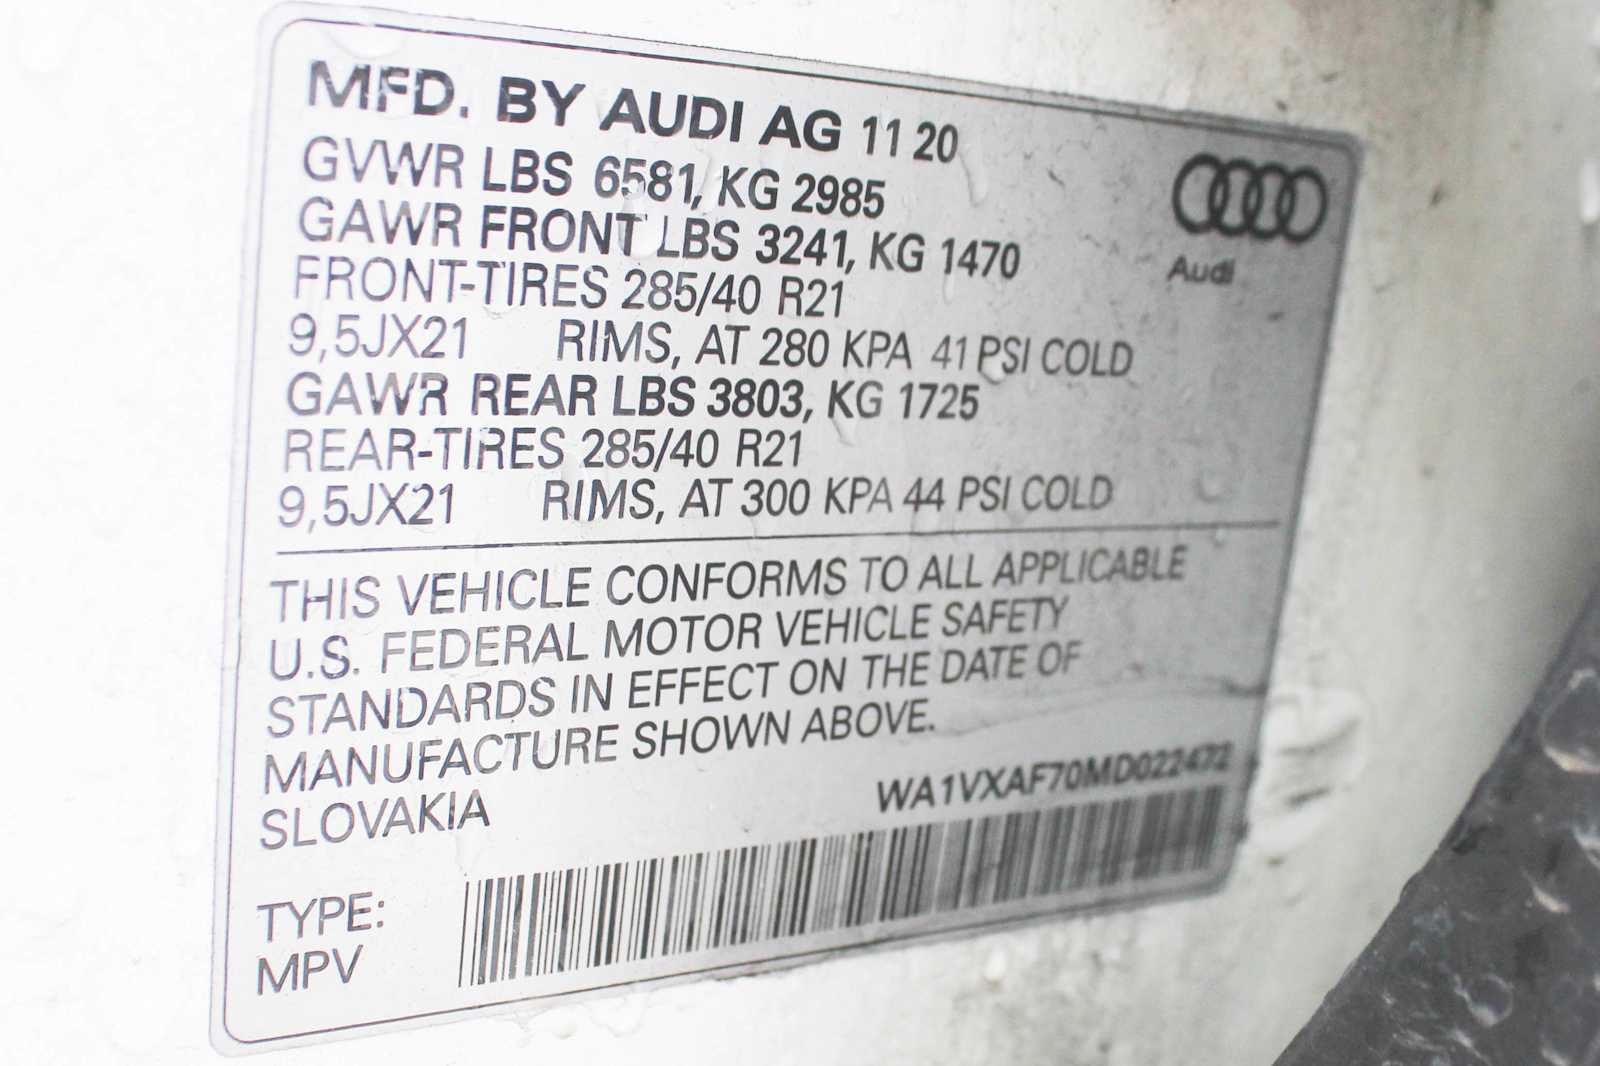 MFD. BY AUDI AG 11 20
GVWR LBS 6581, KG 2985
GAWR FRONT LBS 3241, KG 1470
FRONT-TIRES 285/40 R21
9,5JX21 RIMS, AT 280 KPA 41 PSI COLD
GAWR REAR LBS 3803, KG 1725
REAR-TIRES 285/40 R21
9,5JX21 RIMS, AT 300 KPA 44 PSI COLD
Audi
THIS VEHICLE CONFORMS TO ALL APPLICABLE
U.S. FEDERAL MOTOR VEHICLE SAFETY
STANDARDS IN EFFECT ON THE DATE OF
MANUFACTURE SHOWN ABOVE.
SLOVAKIA
WA1VXAF70MD022472
TYPE:
MPV